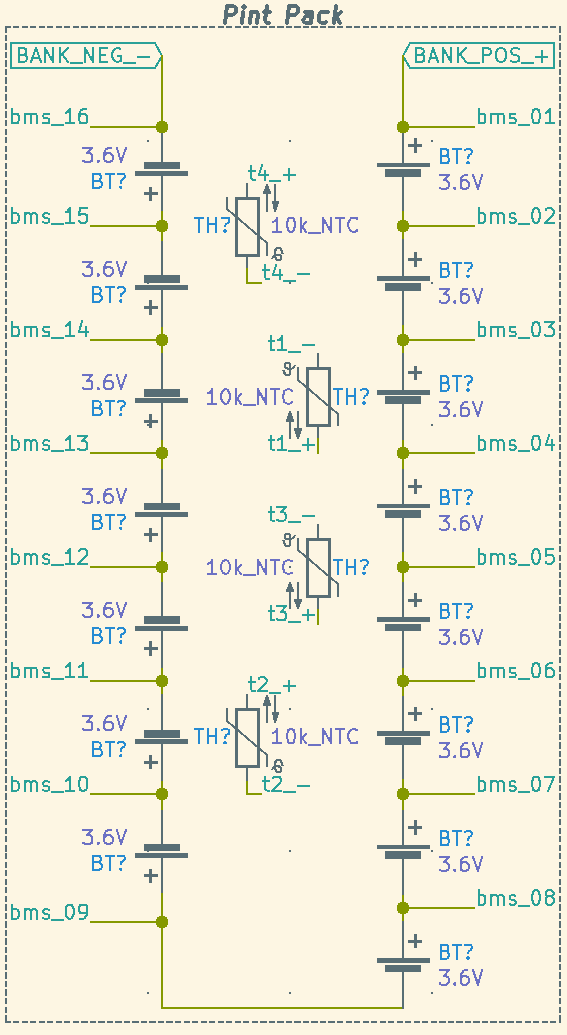 Pint Pack
BANK_NEG_-
BANK_POS_+
bms_16
bms_01
3.6V
BT?
+
+
BT?
3.6V
t4_+
TH?
10k_NTC
ϑ
t4_-
bms_15
bms_02
3.6V
BT?
+
+
BT?
3.6V
bms_14
bms_03
t1_-
ϑ
10k_NTC
TH?
t1_+
3.6V
BT?
+
+
BT?
3.6V
bms_13
bms_04
3.6V
BT?
+
+
BT?
3.6V
t3_-
ϑ
10k_NTC
TH?
t3_+
bms_12
bms_05
3.6V
BT?
+
+
BT?
3.6V
bms_11
bms_06
t2_+
TH?
10k_NTC
ϑ
t2_-
3.6V
BT?
+
+
BT?
3.6V
bms_10
bms_07
3.6V
BT?
+
+
BT?
3.6V
bms_09
bms_08
+
BT?
3.6V